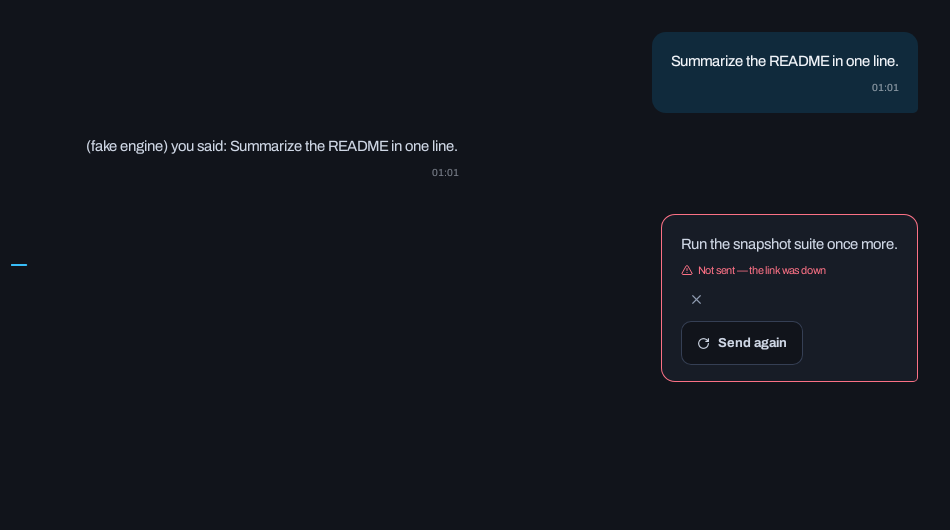 Summarize the README in one line.
01:01
(fake engine) you said: Summarize the README in one line.
01:01
Run the snapshot suite once more.
Not sent — the link was down
Send again